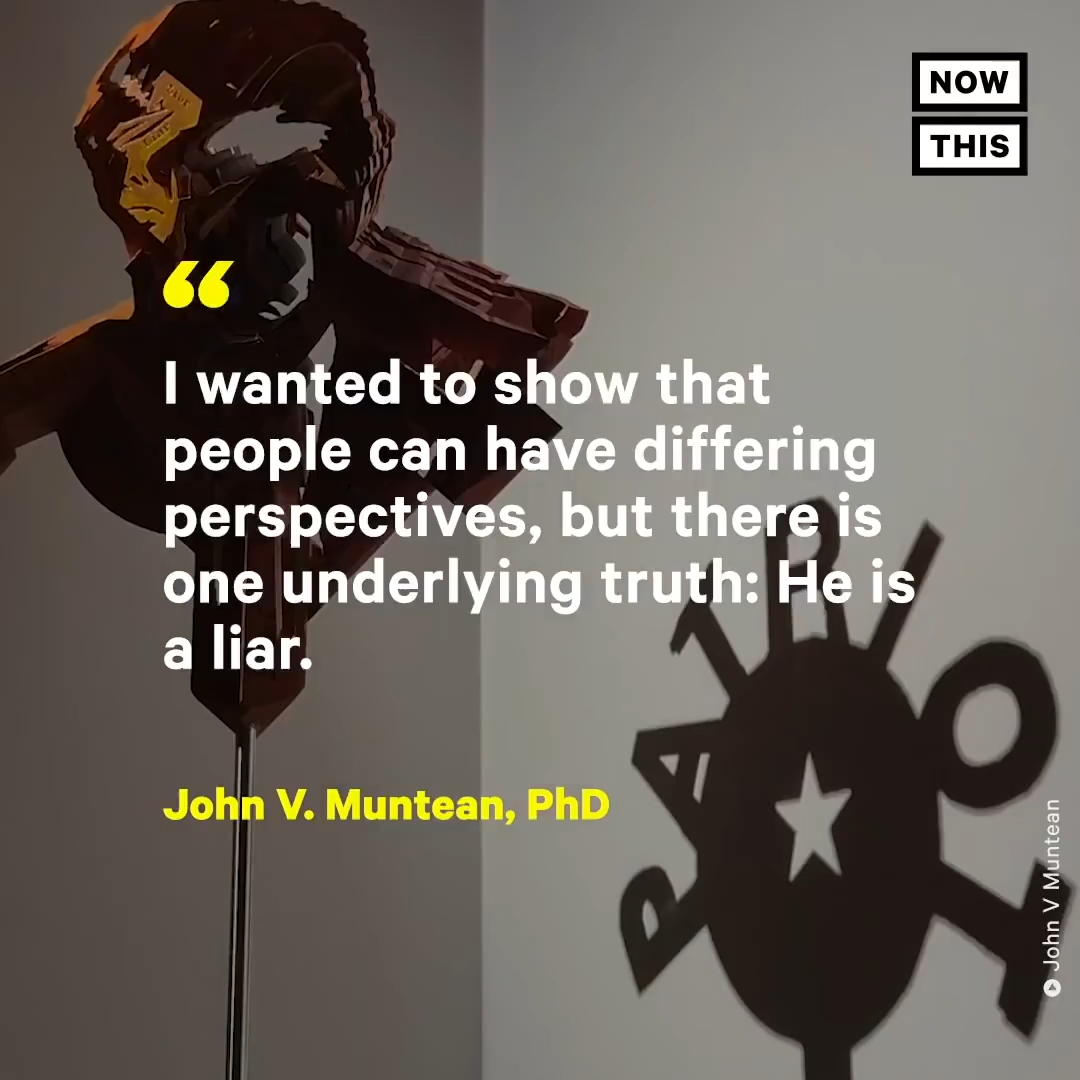 NOW
THIS
“
I wanted to show that
people can have differing
perspectives, but there is
one underlying truth: He is
a liar.
John V. Muntean, PhD
PATRIOT
John V Muntean